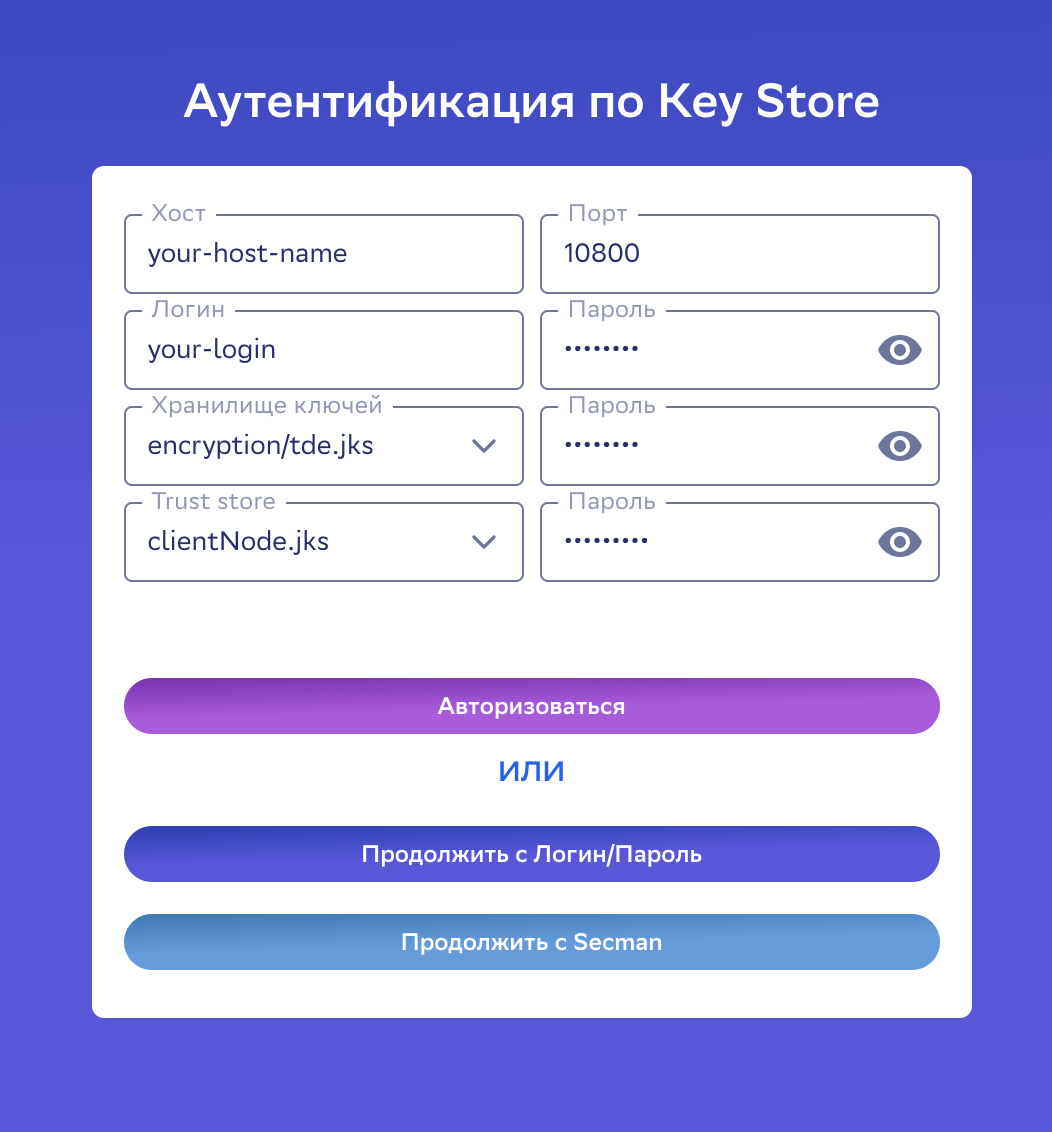 Аутентификация по Key Store
Хост
Порт
your-host-name
10800
Логин
Пароль
your-login
••••••••
Хранилище ключей
Пароль
encryption/tde.jks
••••••••
Trust store
Пароль
clientNode.jks
•••••••••
Авторизоваться
ИЛИ
Продолжить с Логин/Пароль
Продолжить с Secman